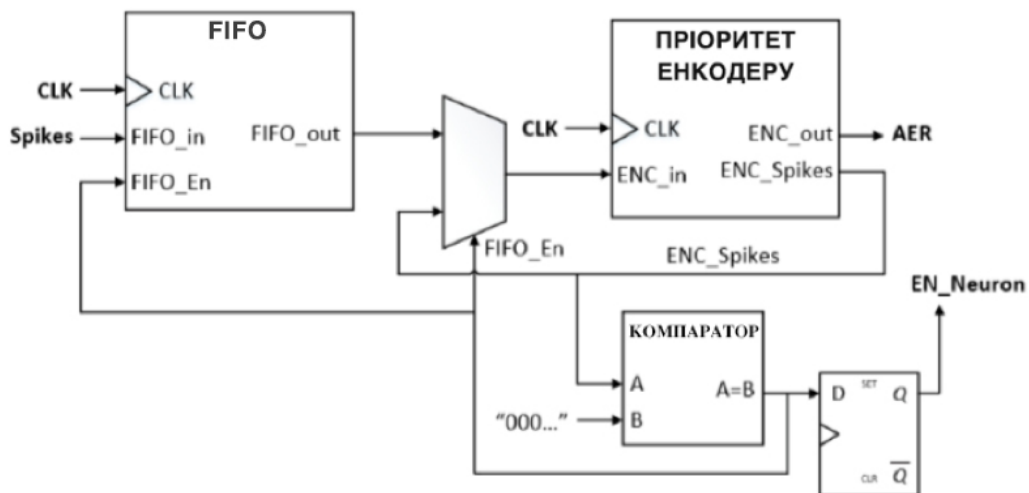 FIFO
CLK
CLK
Spikes
FIFO_in
FIFO_out
FIFO_En
CLK
FIFO_En
ПРІОРИТЕТ
ЕНКОДЕРУ
CLK
ENC_out
AER
ENC_in
ENC_Spikes
ENC_Spikes
EN_Neuron
КОМПАРАТОР
A
A=B
"000..."
B
D
SET
Q
CLR
Q